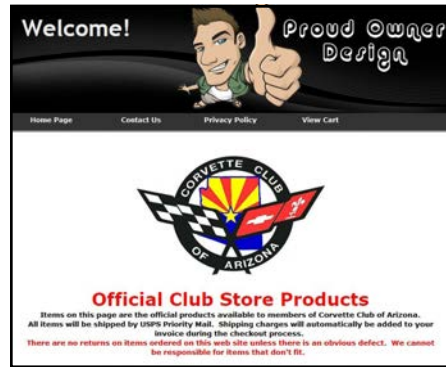 Welcome!
Proud Owner
Design
Home Page
Contact Us
Privacy Policy
View Cart
CORVETTE CLUB
OF ARIZONA
Official Club Store Products
Items on this page are the official products available to members of Corvette Club of Arizona.
All items will be shipped by USPS Priority Mail. Shipping charges will automatically be added to your
invoice during the checkout process.
There are no returns on items ordered on this web site unless there is an obvious defect. We cannot
be responsible for items that don't fit.